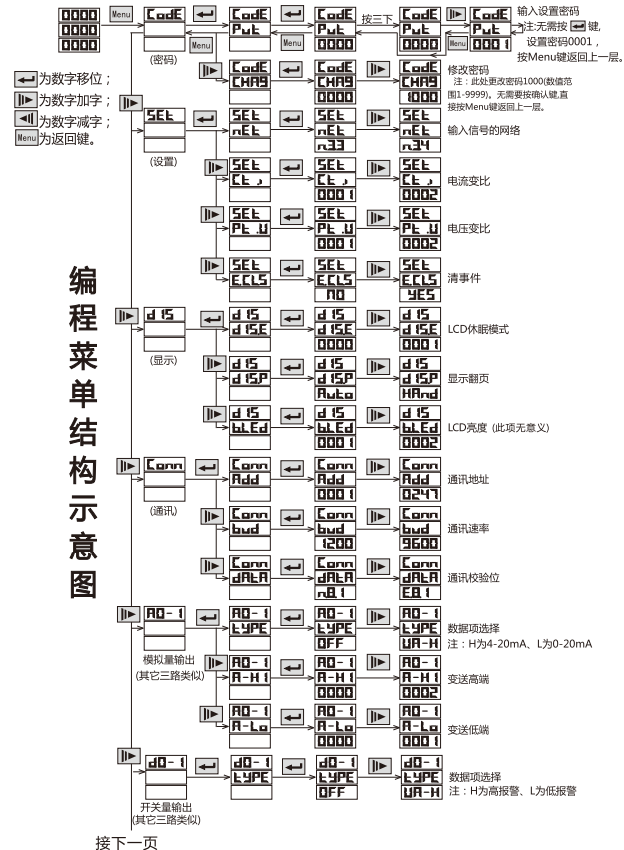 0000
0000
0000
Menu
CodE
(密码)
CodE
Put
Menu
CodE
Put
0000
Menu
按三下
CodE
Put
0000
Menu
CodE
Put
0001
输入设置密码
注:无需按键,
设置密码0001，
按Menu键返回上一层。
为数字移位；
为数字加字；
为数字减字；
Menu为返回键。
CodE
CHAg
CodE
CHAg
0000
CodE
CHAg
1000
修改密码
注：此处更改密码1000(数值范
围1-9999)。无需要按确认键,直
接按Menu键返回上一层。
SEt
(设置)
SEt
nEt
SEt
nEt
n33
SEt
nEt
n34
输入信号的网络
SEt
Ct
SEt
Ct
0001
SEt
Ct
0002
电流变比
SEt
Pt.U
SEt
Pt.U
0001
SEt
Pt.U
0002
电压变比
SEt
E.CLS
SEt
E.CLS
nO
SEt
E.CLS
YES
清事件
编程菜单结构示意图
diS
(显示)
diS
diS.E
diS
diS.E
0000
diS
diS.E
0001
LCD休眠模式
diS
diS.P
diS
diS.P
Auto
diS
diS.P
HAnd
显示翻页
diS
bLEd
diS
bLEd
0001
diS
bLEd
0002
LCD亮度 (此项无意义)
Conn
(通讯)
Conn
Add
Conn
Add
0001
Conn
Add
0247
通讯地址
Conn
bud
Conn
bud
1200
Conn
bud
9600
通讯速率
Conn
dAtA
Conn
dAtA
n.8.1
Conn
dAtA
E.8.1
通讯校验位
AO-1
模拟量输出
(其它三路类似)
AO-1
tYPE
AO-1
tYPE
OFF
AO-1
tYPE
UA-H
数据项选择
注：H为4-20mA、L为0-20mA
AO-1
A-H1
AO-1
A-H1
0000
AO-1
A-H1
0002
变送高端
AO-1
A-Lo
AO-1
A-Lo
0000
AO-1
A-Lo
0001
变送低端
dO-1
开关量输出
(其它三路类似)
dO-1
tYPE
dO-1
tYPE
OFF
dO-1
tYPE
UA-H
数据项选择
注：H为高报警、L为低报警
接下一页